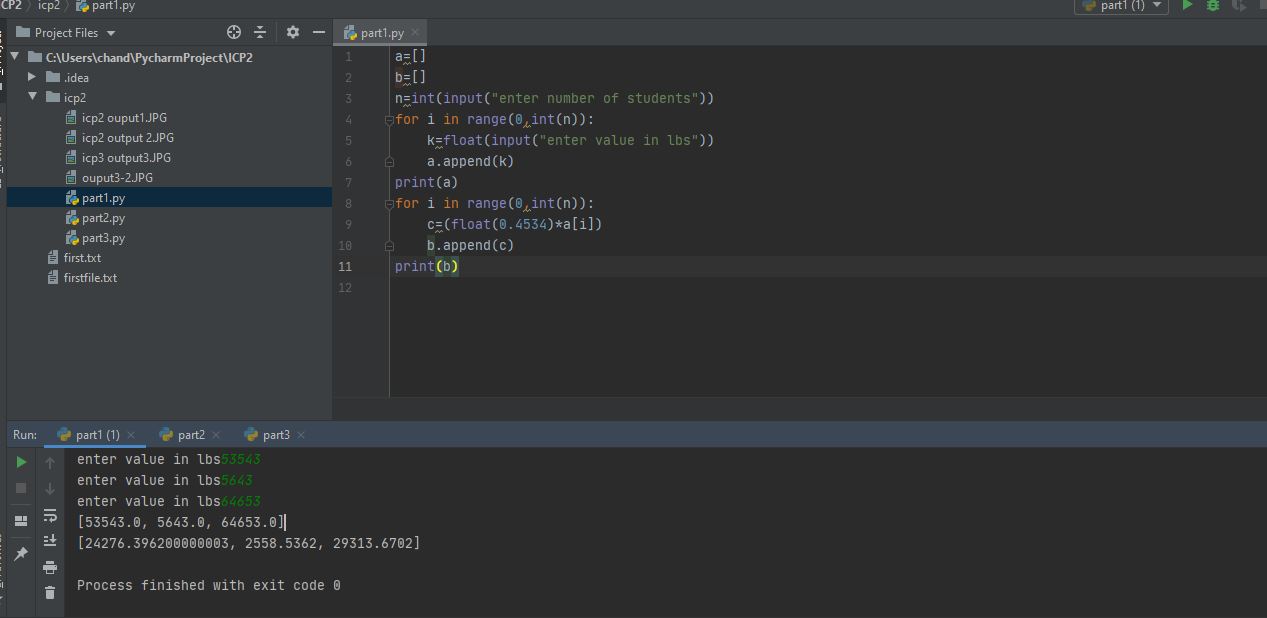 CP2 icp2 part1.py
part1 (1)
Project Files
part1.py
C:\Users\chand\PycharmProject\ICP2
.idea
icp2
icp2 ouput1.JPG
icp2 output 2.JPG
icp3 output3.JPG
ouput3-2.JPG
part1.py
part2.py
part3.py
first.txt
firstfile.txt
1 a=[]
2 b=[]
3 n=int(input("enter number of students"))
4 for i in range(0,int(n)):
5 k=float(input("enter value in lbs"))
6 a.append(k)
7 print(a)
8 for i in range(0,int(n)):
9 c=(float(0.4534)*a[i])
10 b.append(c)
11 print(b)
12
Run: part1 (1) part2 part3
enter value in lbs53543
enter value in lbs5643
enter value in lbs64653
[53543.0, 5643.0, 64653.0]
[24276.396200000003, 2558.5362, 29313.6702]
Process finished with exit code 0